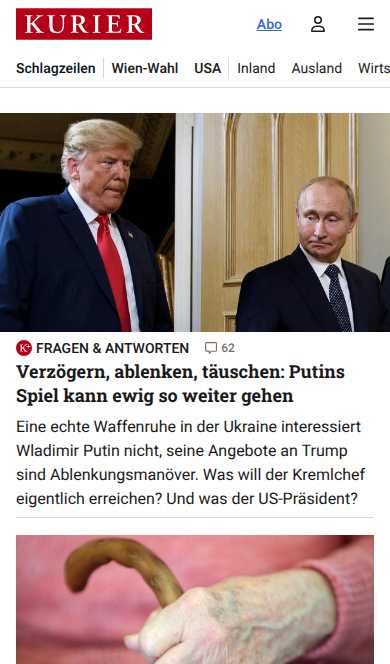 KURIER
Abo
Schlagzeilen Wien-Wahl USA Inland Ausland Wirts
K+ FRAGEN & ANTWORTEN 62
Verzögern, ablenken, täuschen: Putins
Spiel kann ewig so weiter gehen
Eine echte Waffenruhe in der Ukraine interessiert
Wladimir Putin nicht, seine Angebote an Trump
sind Ablenkungsmanöver. Was will der Kremlchef
eigentlich erreichen? Und was der US-Präsident?